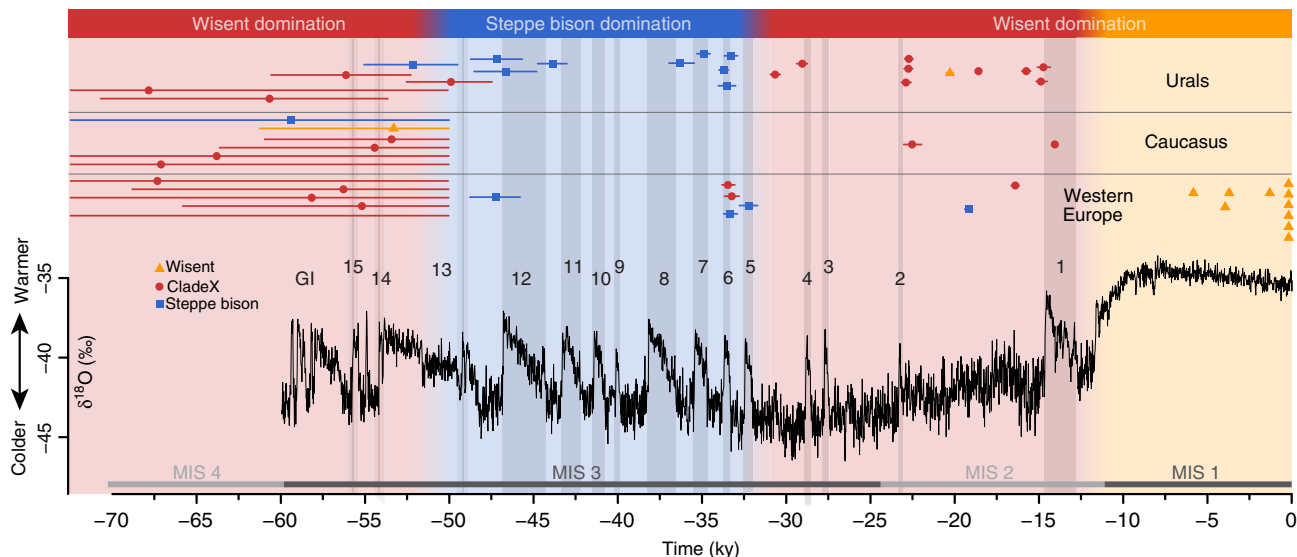 Wisent domination Steppe bison domination Wisent domination
Urals
Caucasus
Western
Europe
Wisent
CladeX
Steppe bison
GI 15 14 13 12 11 10 9 8 7 6 5 4 3 2 1
Colder Warmer
δ18O (‰)
−35
−40
−45
MIS 4 MIS 3 MIS 2 MIS 1
−70 −65 −60 −55 −50 −45 −40 −35 −30 −25 −20 −15 −10 −5 0
Time (ky)